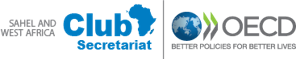 SAHEL AND
WEST AFRICA
Club
Secretariat
OECD
BETTER POLICIES FOR BETTER LIVES